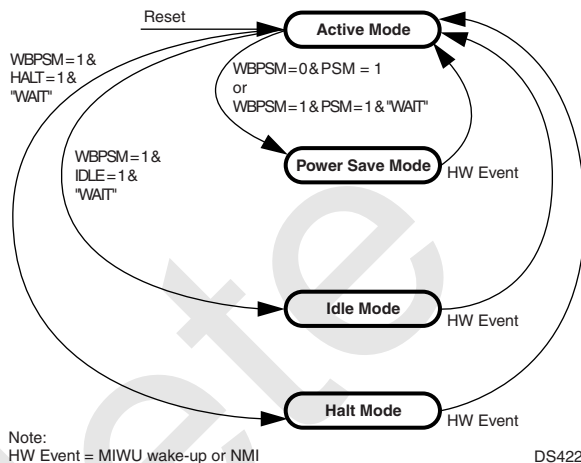 Reset
Active Mode
WBPSM=1&
HALT=1&
"WAIT"
WBPSM=0&PSM = 1
or
WBPSM=1&PSM=1&"WAIT"
WBPSM=1&
IDLE=1&
"WAIT"
Power Save Mode
HW Event
Idle Mode
HW Event
Halt Mode
HW Event
Note:
HW Event = MIWU wake-up or NMI
DS422